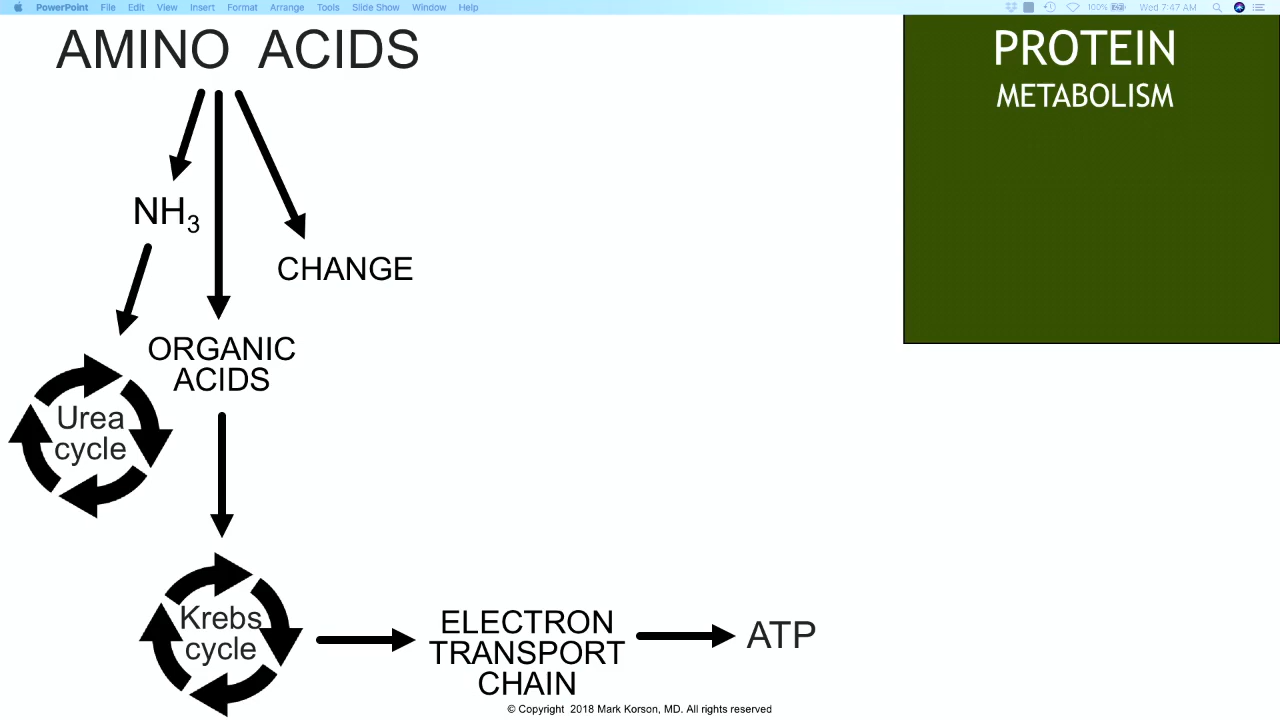 PowerPoint File Edit View Insert Format Arrange Tools Slide Show Window Help 100% Wed 7:47 AM
AMINO ACIDS
PROTEIN
METABOLISM
NH3
CHANGE
ORGANIC
ACIDS
Urea
cycle
Krebs
cycle
ELECTRON
TRANSPORT
CHAIN
ATP
© Copyright 2018 Mark Korson, MD. All rights reserved